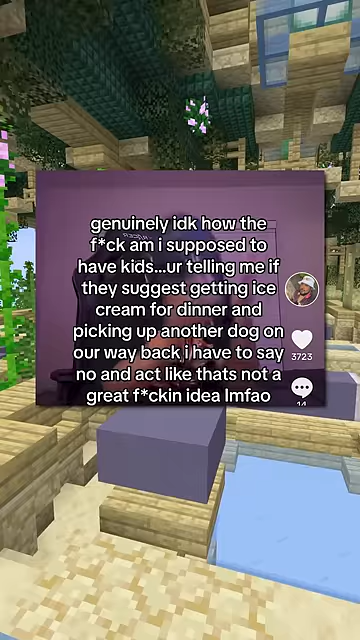 genuinely idk how the
f*ck am i supposed to
have kids...ur telling me if
they suggest getting ice
cream for dinner and
picking up another dog on
our way back i have to say
no and act like thats not a
great f*ckin idea lmfao
3723